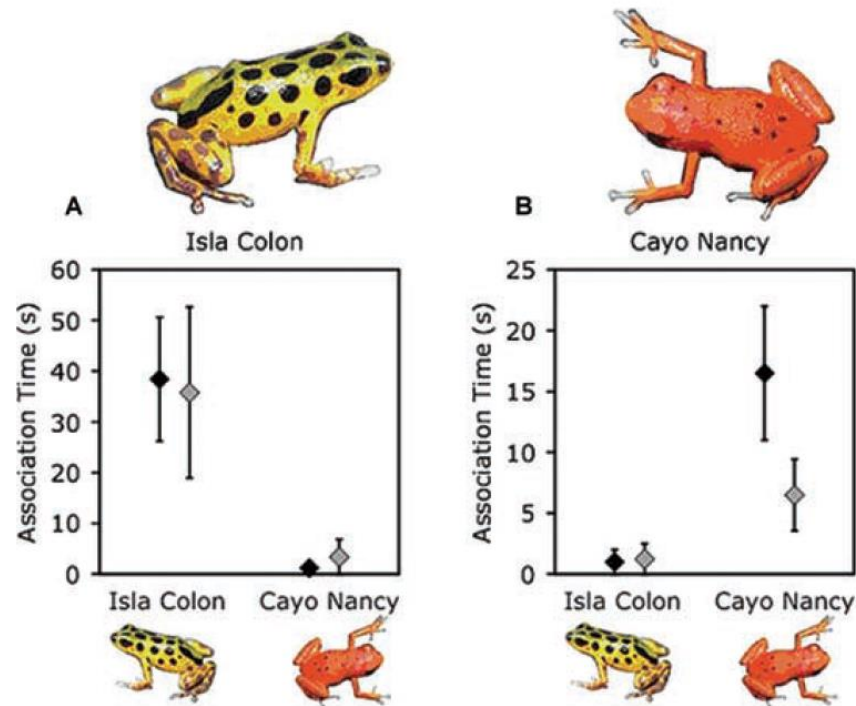 A
Isla Colon
60
50
40
30
20
10
0
Association Time (s)
Isla Colon Cayo Nancy
B
Cayo Nancy
25
20
15
10
5
0
Association Time (s)
Isla Colon Cayo Nancy